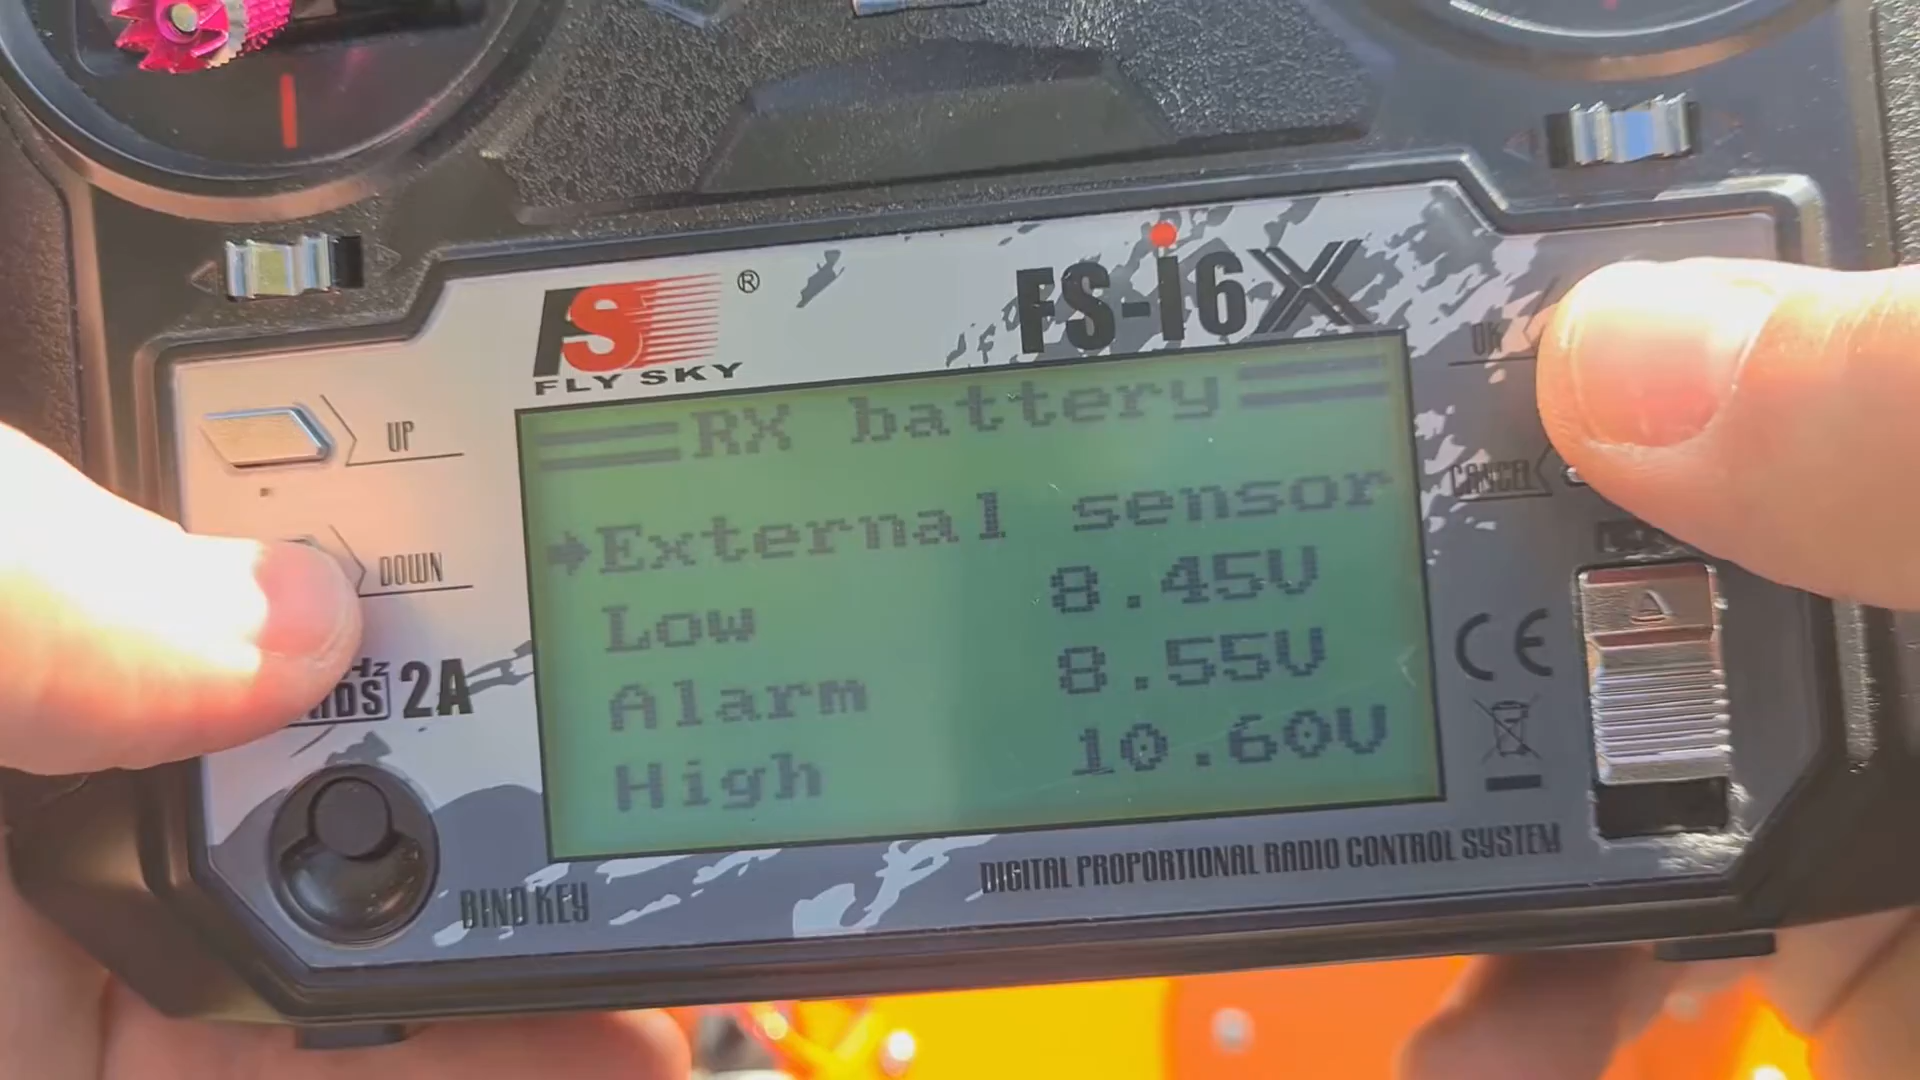 FS
®
FLY SKY
FS-i6X
RX battery
External sensor
Low 8.45V
Alarm 8.55V
High 10.60V
UP
DOWN
2A
BIND KEY
OK
CANCEL
CE
DIGITAL PROPORTIONAL RADIO CONTROL SYSTEM